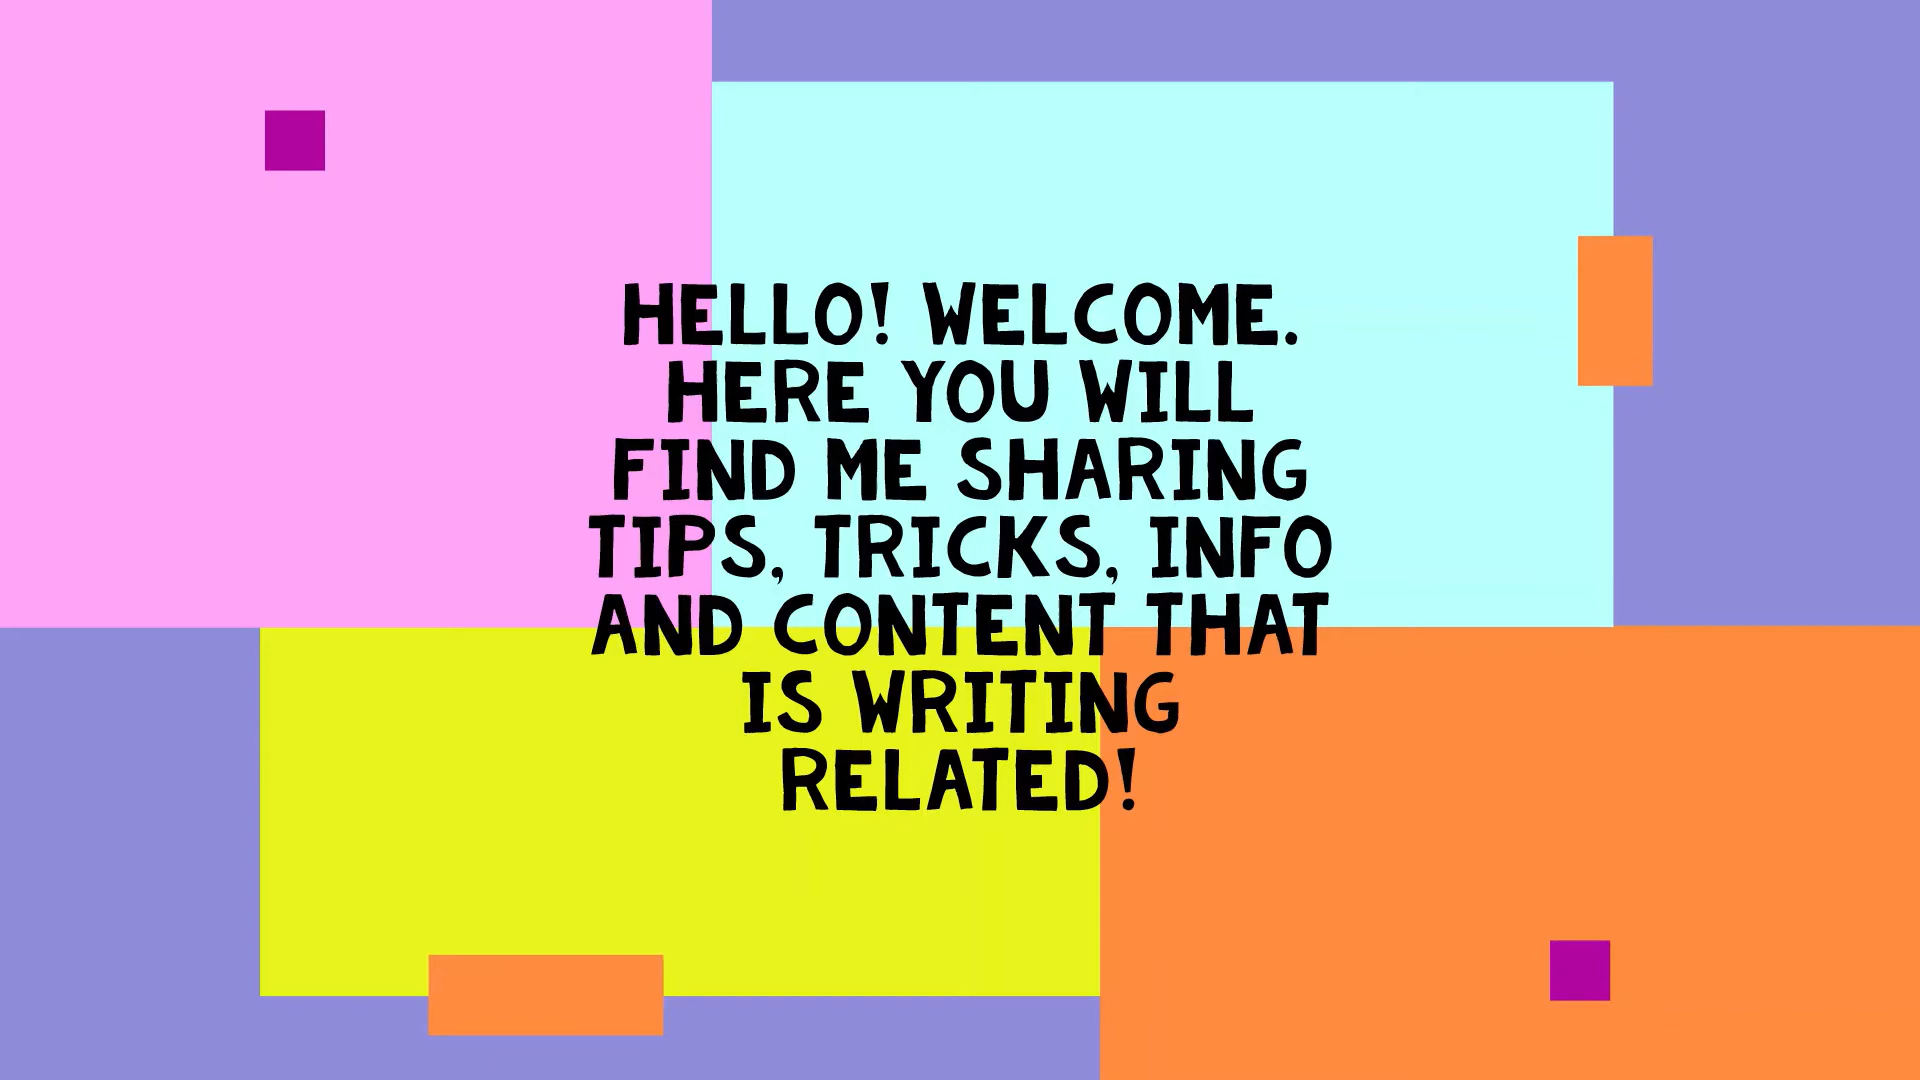 HELLO! WELCOME.
HERE YOU WILL
FIND ME SHARING
TIPS, TRICKS, INFO
AND CONTENT THAT
IS WRITING
RELATED!